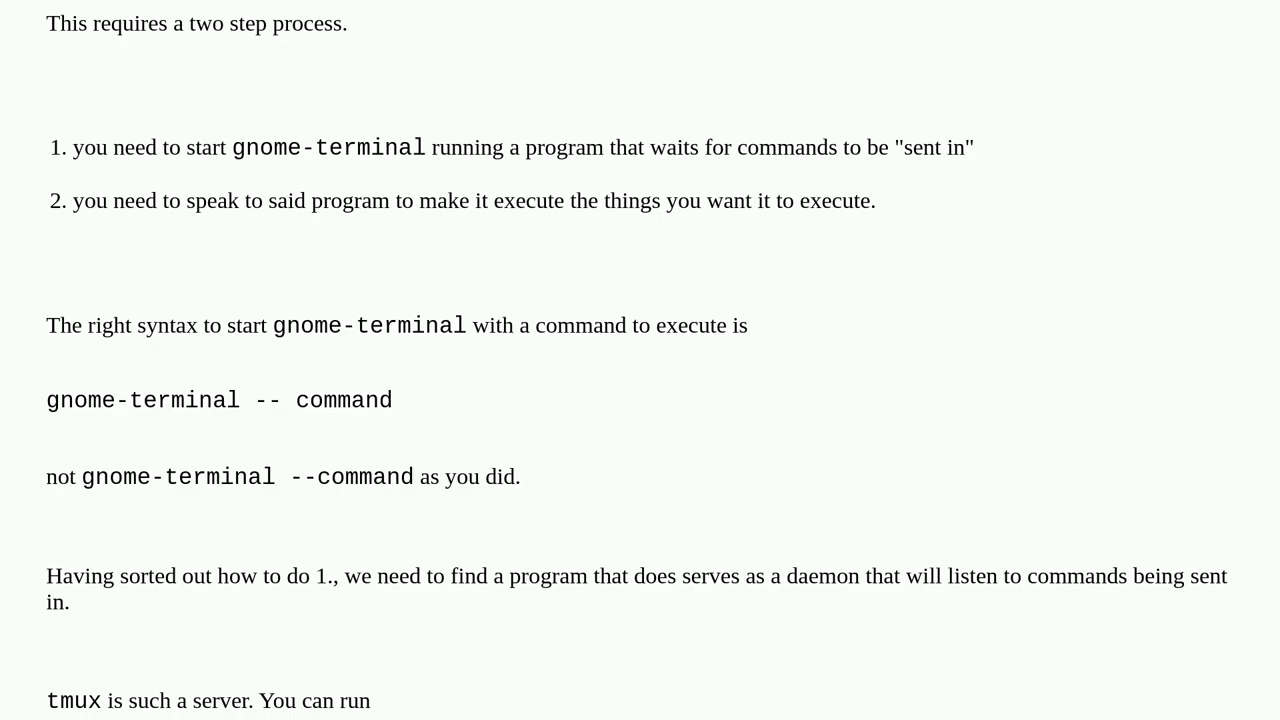 This requires a two step process.
1. you need to start gnome-terminal running a program that waits for commands to be "sent in"
2. you need to speak to said program to make it execute the things you want it to execute.
The right syntax to start gnome-terminal with a command to execute is
gnome-terminal -- command
not gnome-terminal --command as you did.
Having sorted out how to do 1., we need to find a program that does serves as a daemon that will listen to commands being sent
in.
tmux is such a server. You can run